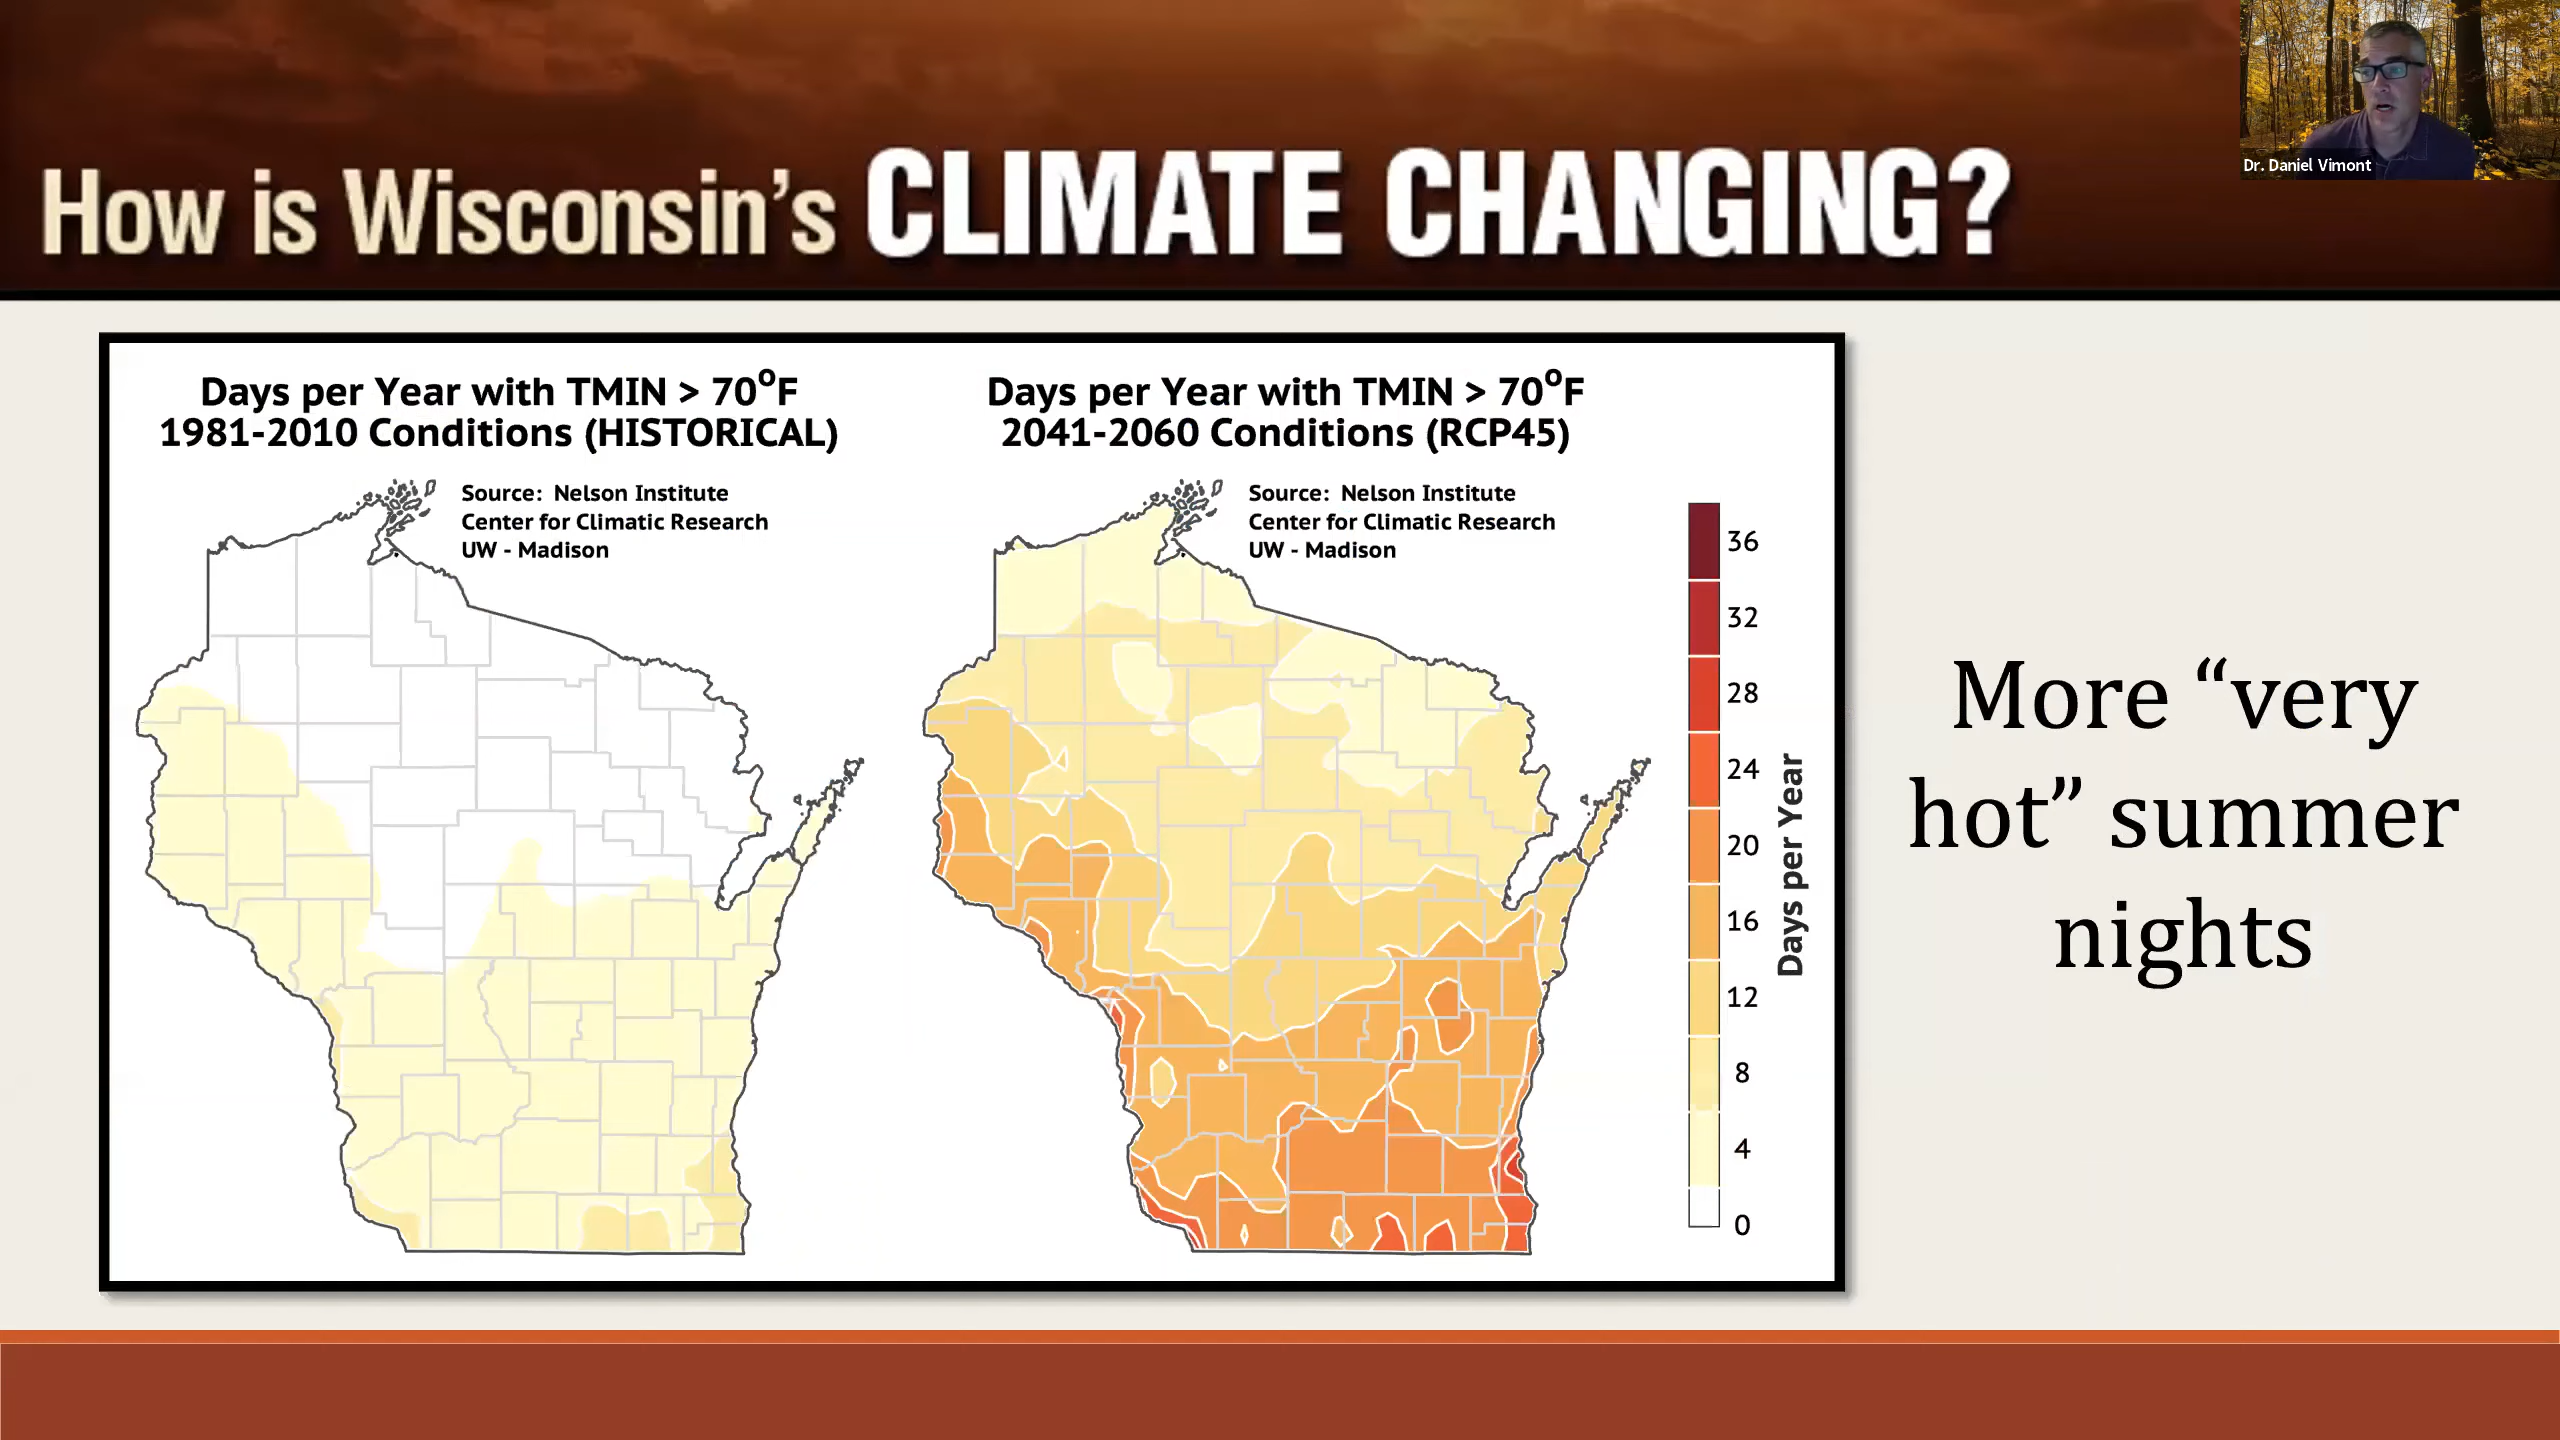 How is Wisconsin's CLIMATE CHANGING?
Dr. Daniel Vimont
Days per Year with TMIN > 70°F
1981-2010 Conditions (HISTORICAL)
Source: Nelson Institute
Center for Climatic Research
UW - Madison
Days per Year with TMIN > 70°F
2041-2060 Conditions (RCP45)
Source: Nelson Institute
Center for Climatic Research
UW - Madison
36
32
28
24
20
16
12
8
4
0
Days per Year
More “very
hot” summer
nights